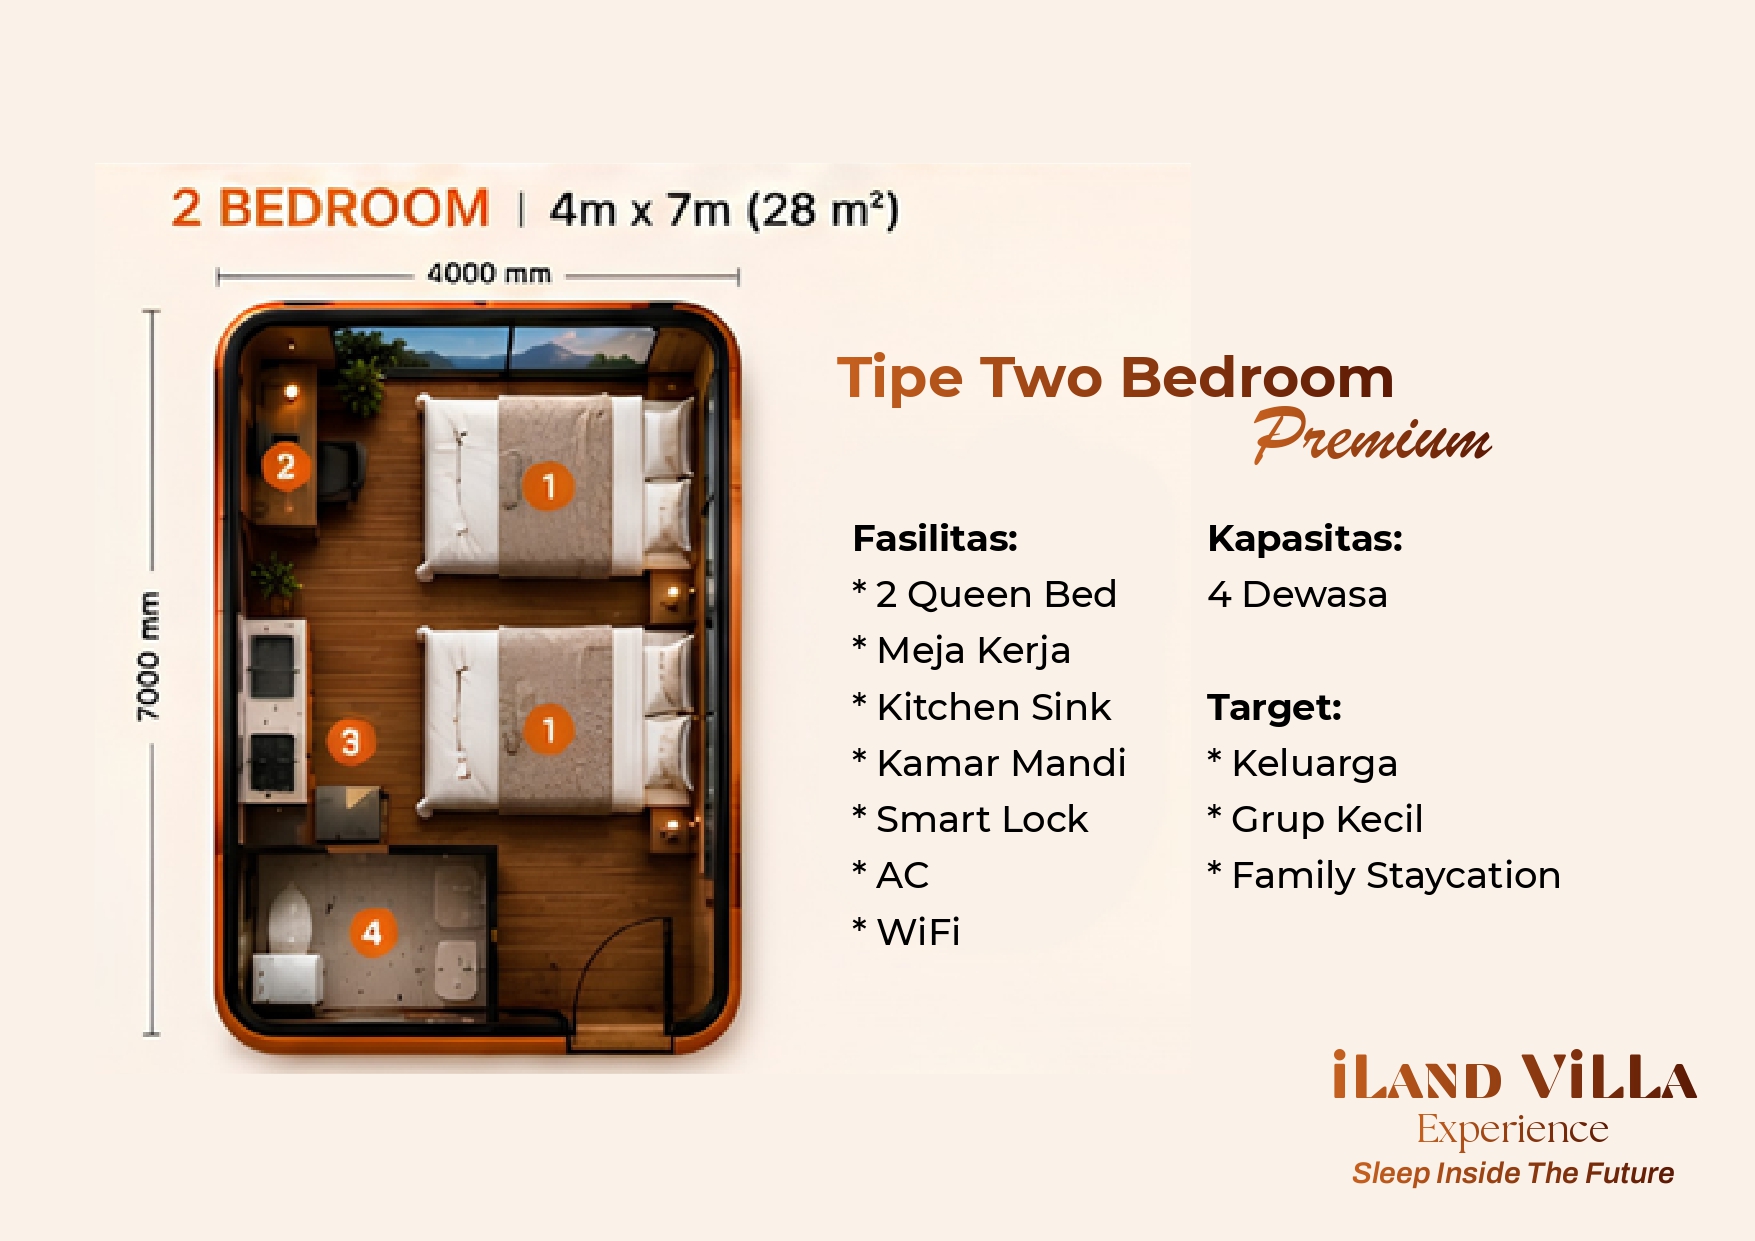 2 BEDROOM | 4m x 7m (28 m²)
4000 mm
7000 mm
1
2
1
3
4
Tipe Two Bedroom
Premium
Fasilitas:
* 2 Queen Bed
* Meja Kerja
* Kitchen Sink
* Kamar Mandi
* Smart Lock
* AC
* WiFi
Kapasitas:
4 Dewasa
Target:
* Keluarga
* Grup Kecil
* Family Staycation
iLAND ViLLA
Experience
Sleep Inside The Future